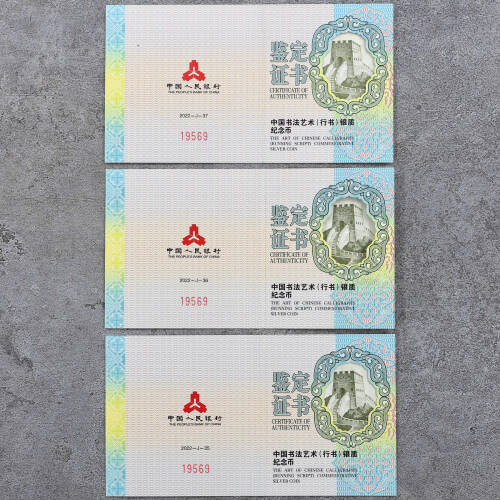 中国人民银行
THE PEOPLE'S BANK OF CHINA
2022-J-37
19569
鉴定
证书
CERTIFICATE OF
AUTHENTICITY
中国书法艺术(行书)银质
纪念币
THE ART OF CHINESE CALLIGRAPHY
(RUNNING SCRIPT) COMMEMORATIVE
SILVER COIN
中国人民银行
THE PEOPLE'S BANK OF CHINA
2022-J-36
19569
鉴定
证书
CERTIFICATE OF
AUTHENTICITY
中国书法艺术(行书)银质
纪念币
THE ART OF CHINESE CALLIGRAPHY
(RUNNING SCRIPT) COMMEMORATIVE
SILVER COIN
中国人民银行
THE PEOPLE'S BANK OF CHINA
2022-J-35
19569
鉴定
证书
CERTIFICATE OF
AUTHENTICITY
中国书法艺术(行书)银质
纪念币
THE ART OF CHINESE CALLIGRAPHY
(RUNNING SCRIPT) COMMEMORATIVE
SILVER COIN